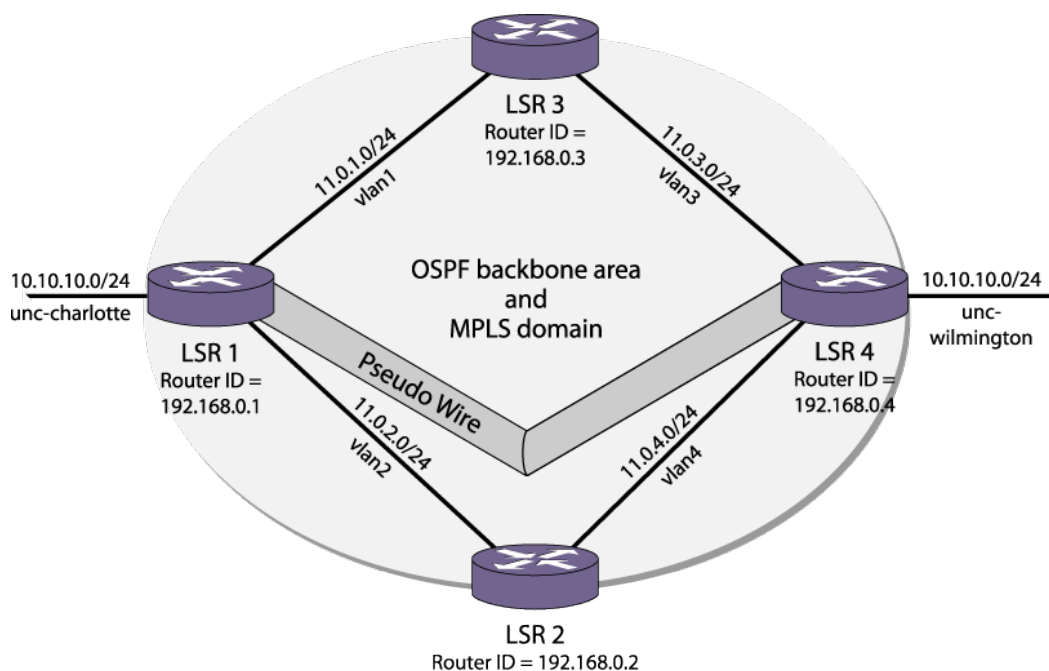 LSR 3
Router ID =
192.168.0.3
11.0.1.0/24
vlan1
11.0.3.0/24
vlan3
10.10.10.0/24
unc-charlotte
OSPF backbone area
and
MPLS domain
10.10.10.0/24
unc-
wilmington
LSR 1
Router ID =
192.168.0.1
LSR 4
Router ID =
192.168.0.4
Pseudo Wire
11.0.2.0/24
vlan2
11.0.4.0/24
vlan4
LSR 2
Router ID = 192.168.0.2